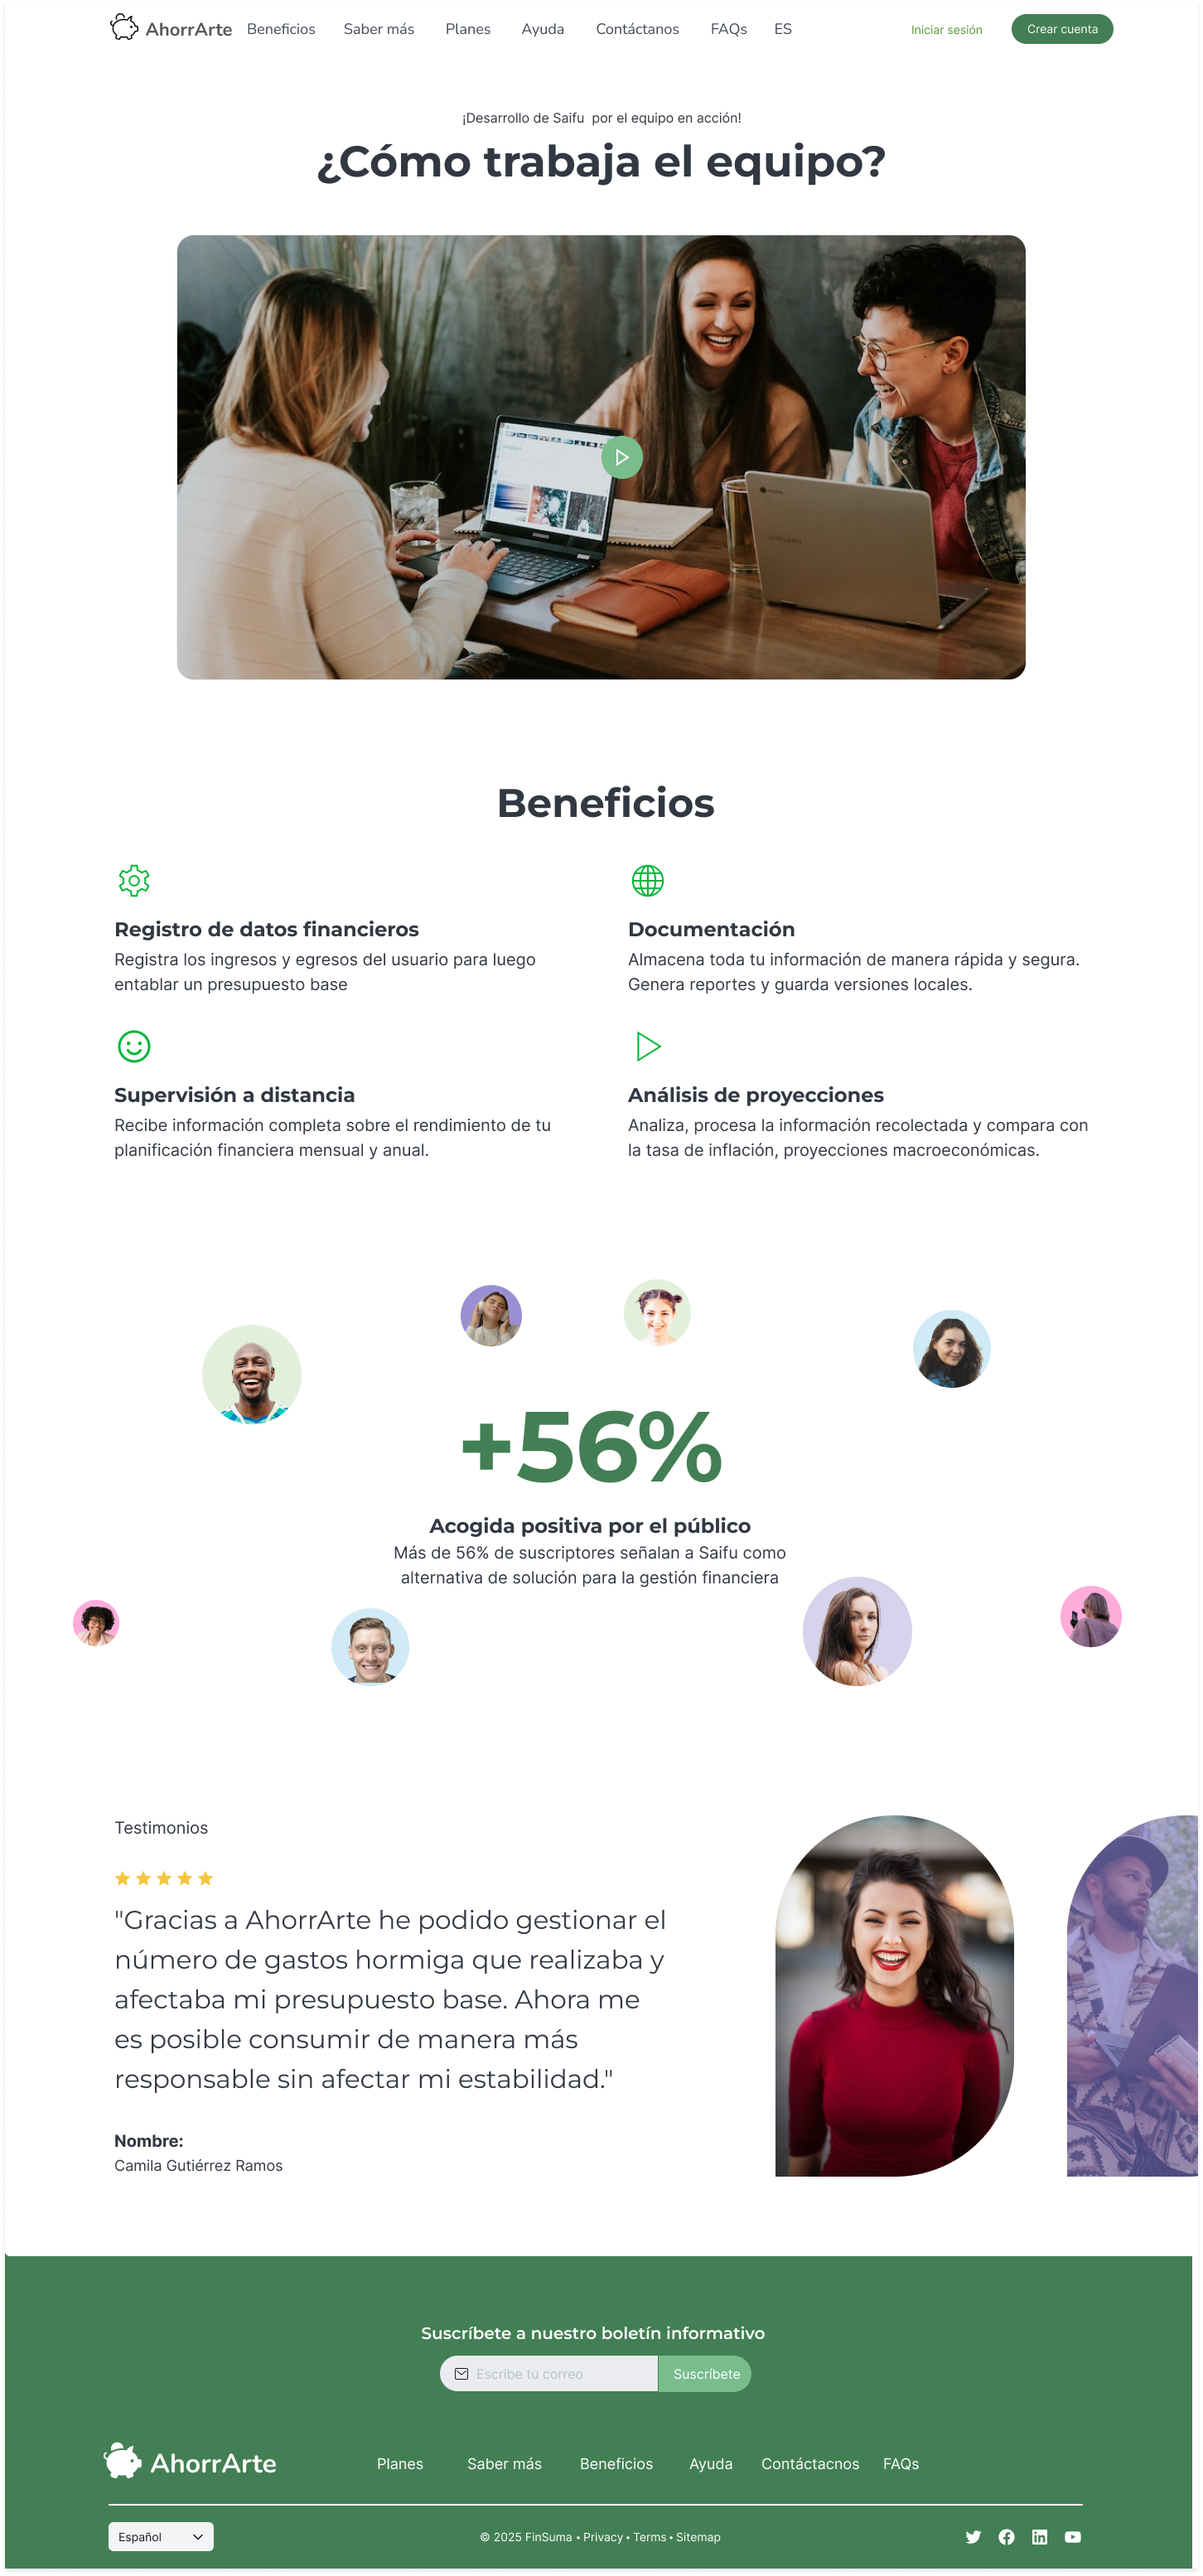 AhorrArte Beneficios Saber más Planes Ayuda Contáctanos FAQs ES Iniciar sesión Crear cuenta
¡Desarrollo de Saifu por el equipo en acción!
¿Cómo trabaja el equipo?
Beneficios
Registro de datos financieros
Registra los ingresos y egresos del usuario para luego
entablar un presupuesto base
Documentación
Almacena toda tu información de manera rápida y segura.
Genera reportes y guarda versiones locales.
Supervisión a distancia
Recibe información completa sobre el rendimiento de tu
planificación financiera mensual y anual.
Análisis de proyecciones
Analiza, procesa la información recolectada y compara con
la tasa de inflación, proyecciones macroeconómicas.
+56%
Acogida positiva por el público
Más de 56% de suscriptores señalan a Saifu como
alternativa de solución para la gestión financiera
Testimonios
"Gracias a AhorrArte he podido gestionar el
número de gastos hormiga que realizaba y
afectaba mi presupuesto base. Ahora me
es posible consumir de manera más
responsable sin afectar mi estabilidad."
Nombre:
Camila Gutiérrez Ramos
Suscríbete a nuestro boletín informativo
Escribe tu correo Suscríbete
AhorrArte Planes Saber más Beneficios Ayuda Contáctacnos FAQs
Español © 2025 FinSuma • Privacy • Terms • Sitemap